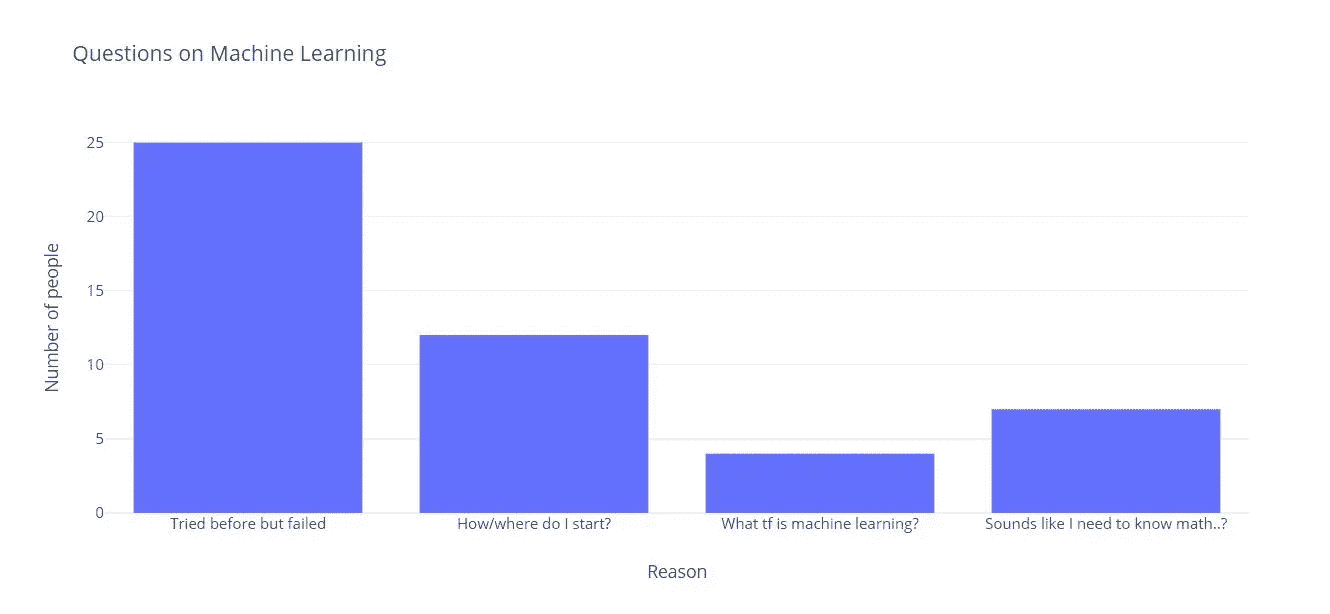 Questions on Machine Learning
25
20
15
10
5
0
Number of people
Tried before but failed
How/where do I start?
What tf is machine learning?
Sounds like I need to know math..?
Reason